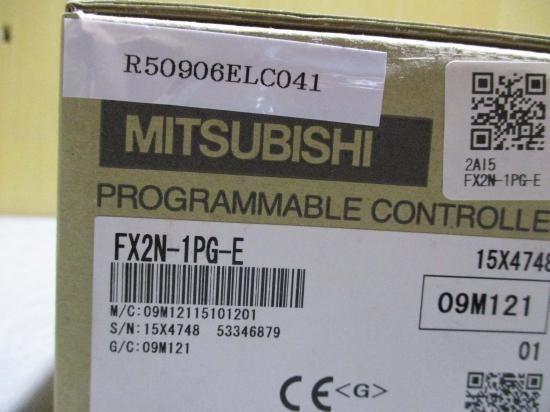 R50906ELC041
MITSUBISHI
2AI5
FX2N-1PG-E
PROGRAMMABLE CONTROLLE
FX2N-1PG-E
15X4748
M/C:09M12115101201
S/N:15X4748 53346879
G/C:09M121
09M121
01
CE <G>